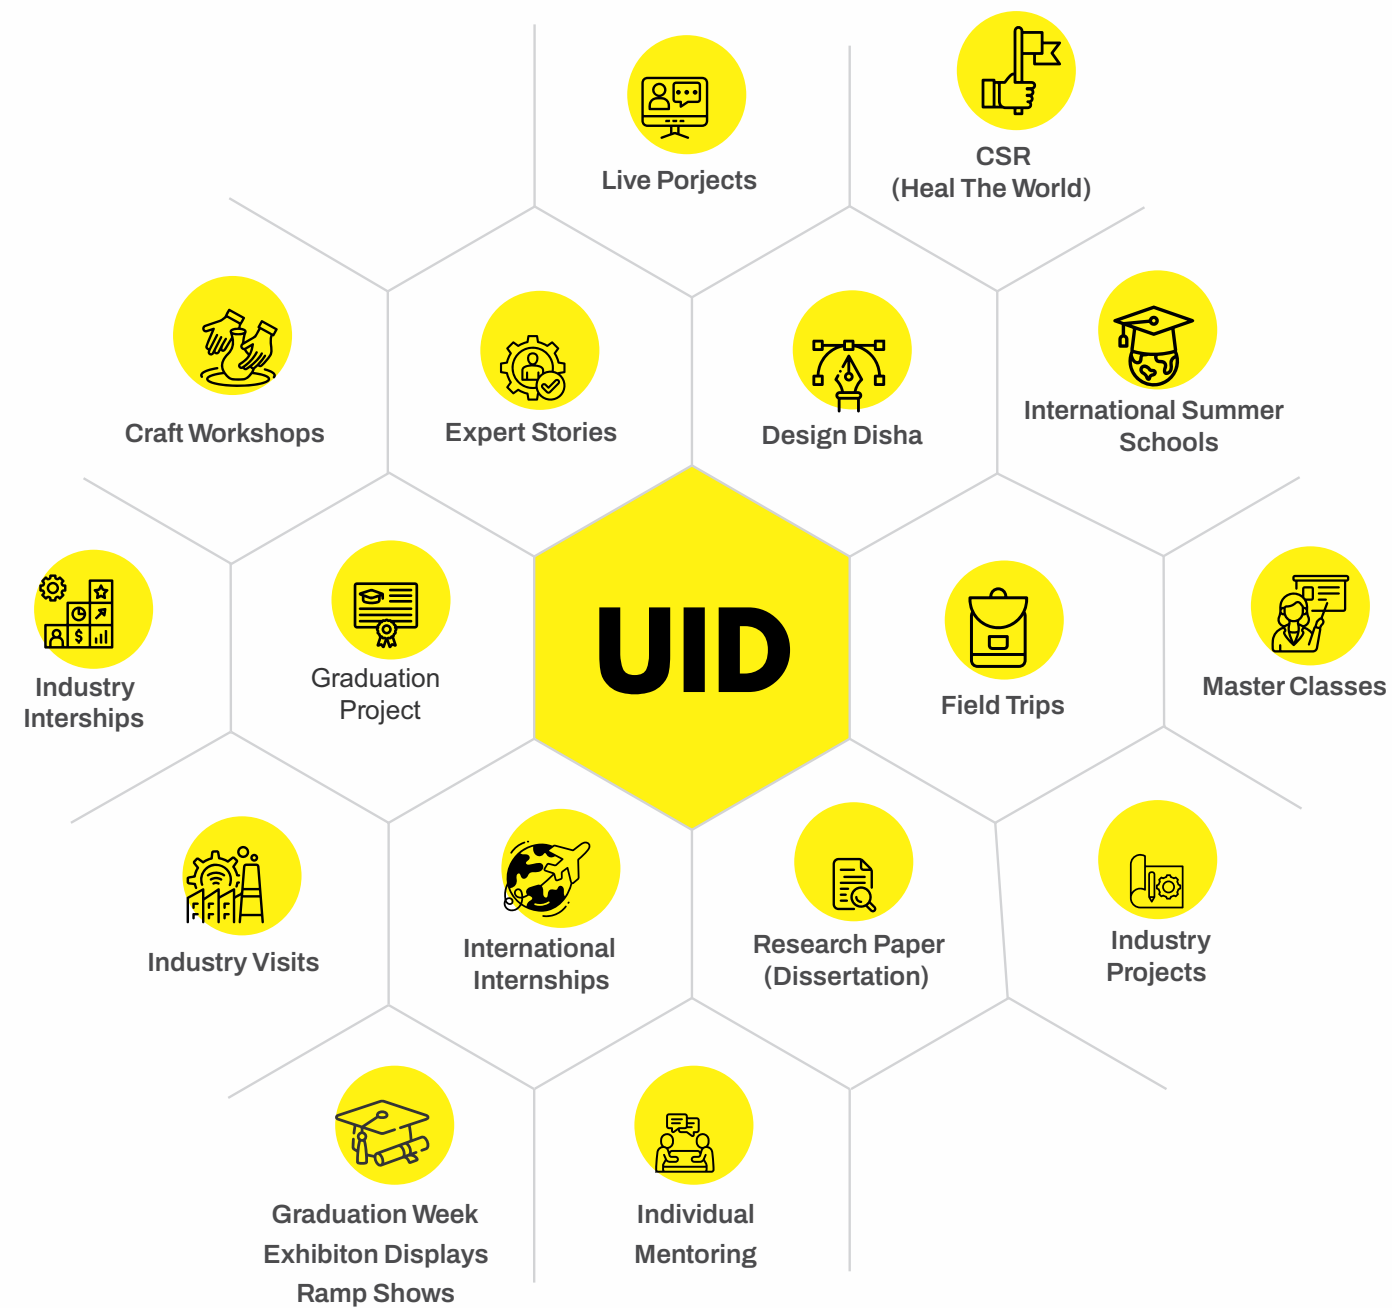 Live Porjects
CSR
(Heal The World)
Craft Workshops
Expert Stories
Design Disha
International Summer
Schools
Industry
Interships
Graduation
Project
UID
Field Trips
Master Classes
Industry Visits
International
Internships
Research Paper
(Dissertation)
Industry
Projects
Graduation Week
Exhibiton Displays
Ramp Shows
Individual
Mentoring